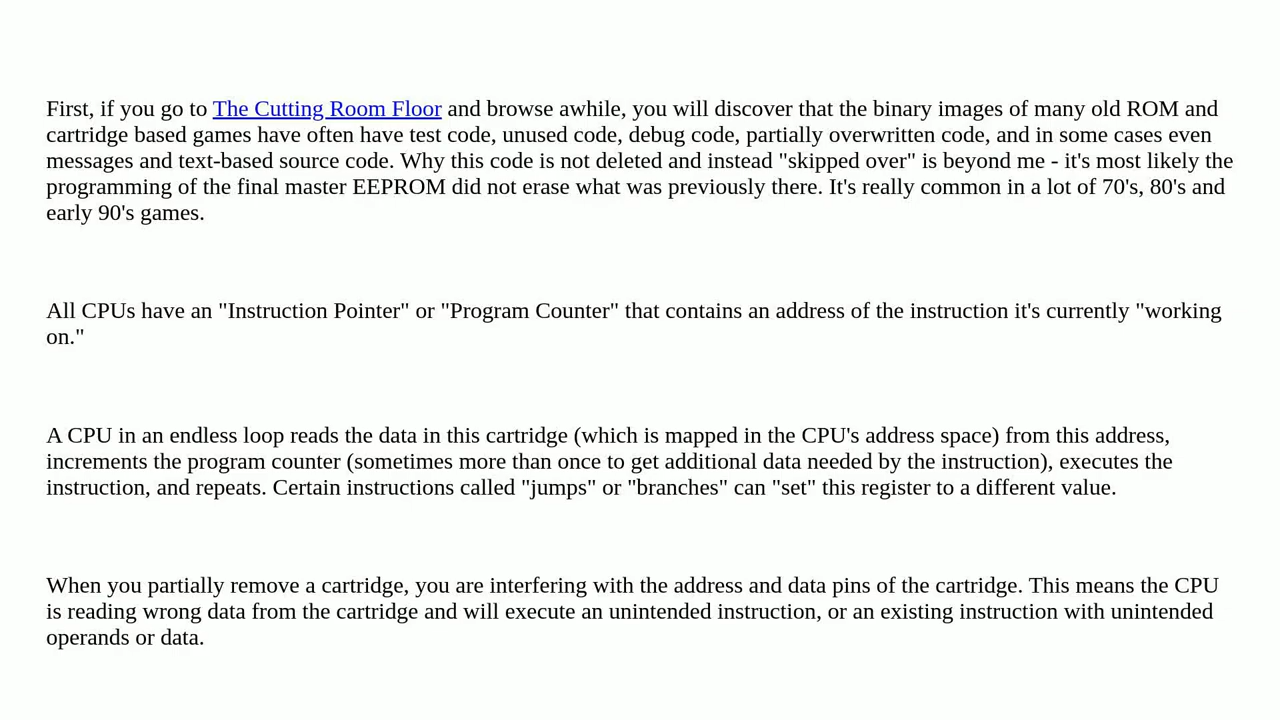 First, if you go to The Cutting Room Floor and browse awhile, you will discover that the binary images of many old ROM and
cartridge based games have often have test code, unused code, debug code, partially overwritten code, and in some cases even
messages and text-based source code. Why this code is not deleted and instead "skipped over" is beyond me - it's most likely the
programming of the final master EEPROM did not erase what was previously there. It's really common in a lot of 70's, 80's and
early 90's games.
All CPUs have an "Instruction Pointer" or "Program Counter" that contains an address of the instruction it's currently "working
on."
A CPU in an endless loop reads the data in this cartridge (which is mapped in the CPU's address space) from this address,
increments the program counter (sometimes more than once to get additional data needed by the instruction), executes the
instruction, and repeats. Certain instructions called "jumps" or "branches" can "set" this register to a different value.
When you partially remove a cartridge, you are interfering with the address and data pins of the cartridge. This means the CPU
is reading wrong data from the cartridge and will execute an unintended instruction, or an existing instruction with unintended
operands or data.